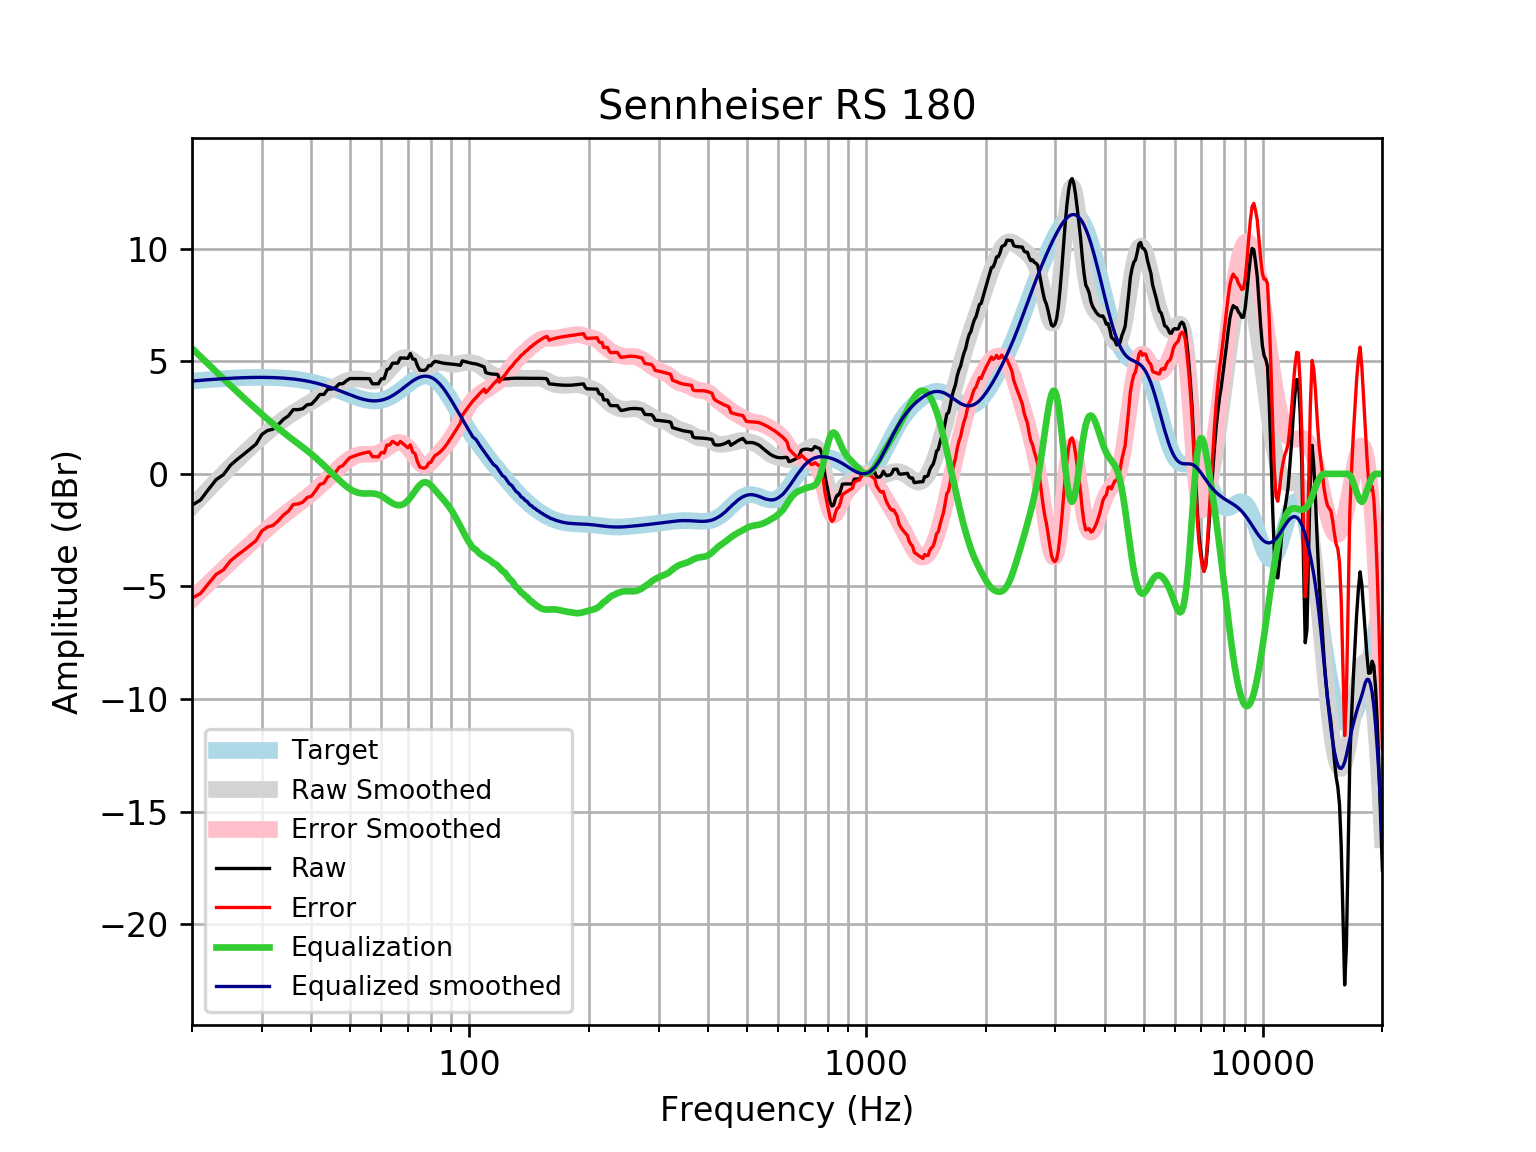 Sennheiser RS 180
Amplitude (dBr)
10
5
0
−5
−10
−15
−20
Target
Raw Smoothed
Error Smoothed
Raw
Error
Equalization
Equalized smoothed
100
1000
10000
Frequency (Hz)